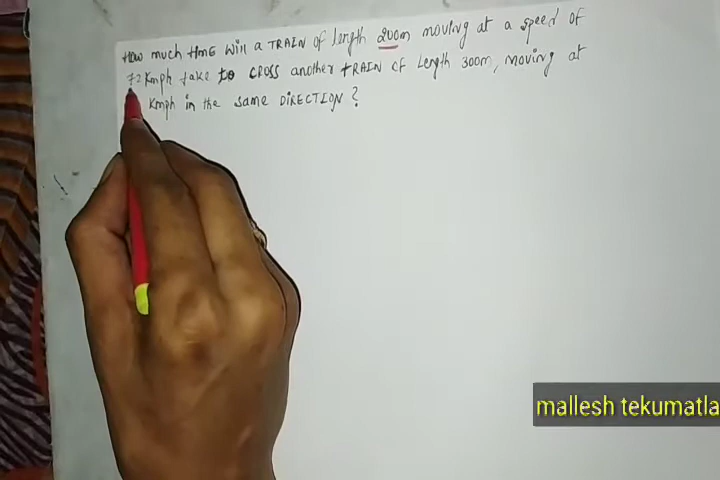 How much time will a TRAIN of length 200m moving at a speed of
72 Kmph take to CROSS another TRAIN of Length 300m, moving at
Kmph in the same DIRECTION ?
mallesh tekumatla